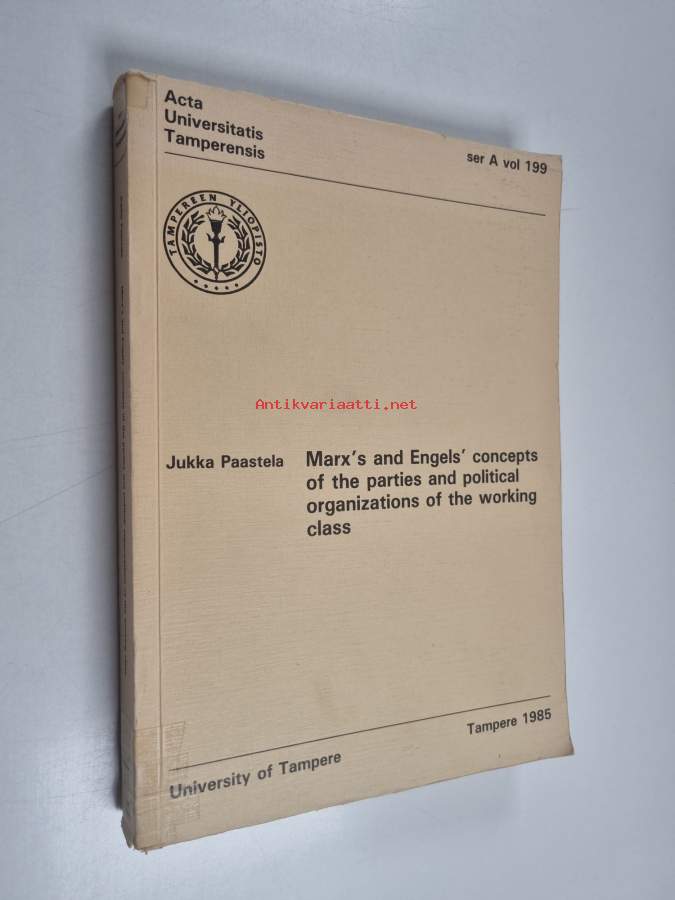 Acta
Universitatis
Tamperensis
ser A vol 199
TAMPEREEN YLIOPISTO
Antikvariaatti.net
Jukka Paastela
Marx's and Engels' concepts
of the parties and political
organizations of the working
class
Tampere 1985
University of Tampere